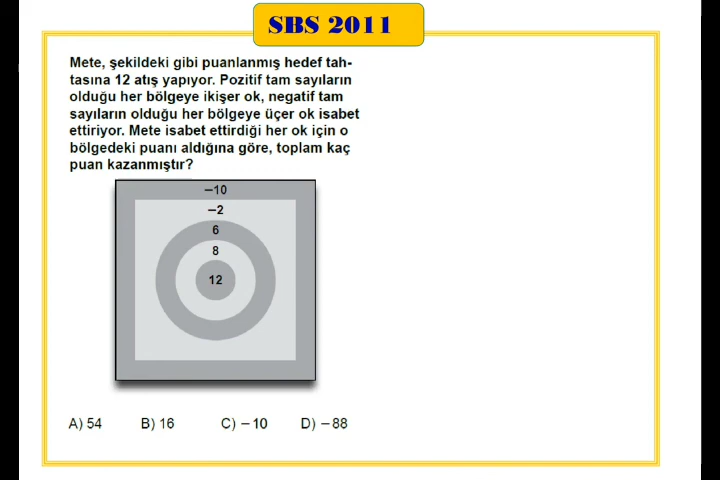 SBS 2011
Mete, şekildeki gibi puanlanmış hedef tah-
tasına 12 atış yapıyor. Pozitif tam sayıların
olduğu her bölgeye ikişer ok, negatif tam
sayıların olduğu her bölgeye üçer ok isabet
ettiriyor. Mete isabet ettirdiği her ok için o
bölgedeki puanı aldığına göre, toplam kaç
puan kazanmıştır?
−10
−2
6
8
12
A) 54 B) 16 C) −10 D) −88